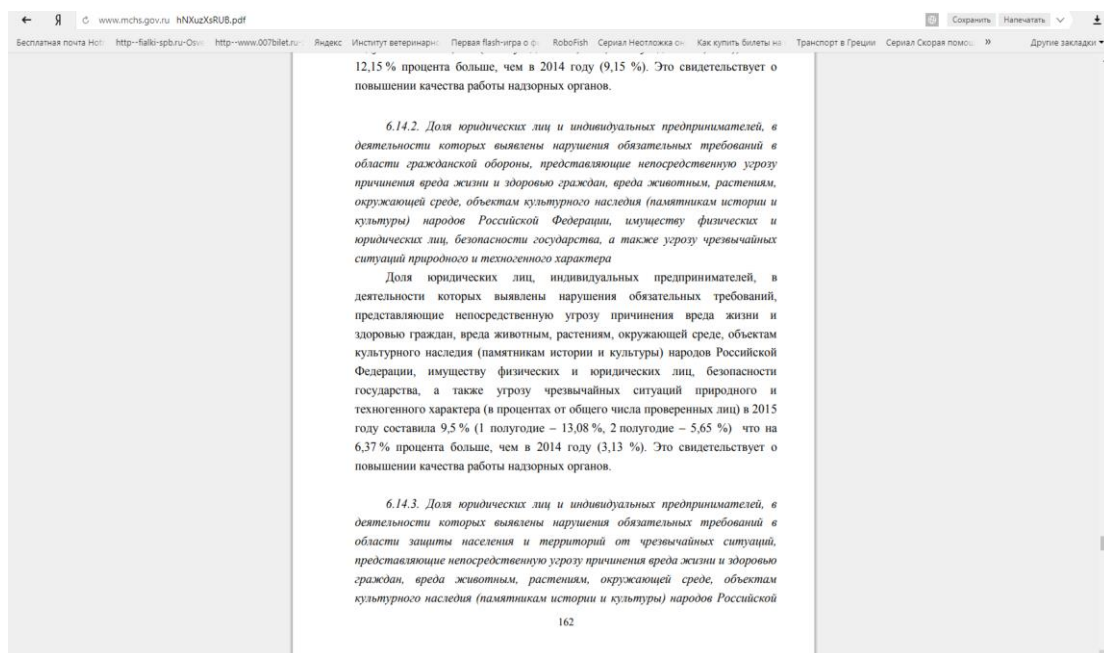 www.mchs.gov.ru hNXuzXsRUB.pdf
Сохранить Напечатать
Бесплатная почта Hot http--fialki-spb.ru-Osw http--www.007bilet.ru Яндекс Институт ветеринарн Первая flash-игра о ф RoboFish Сериал Неотложка он Как купить билеты на Транспорт в Греции Сериал Скорая помощ » Другие закладки
12,15 % процента больше, чем в 2014 году (9,15 %). Это свидетельствует о
повышении качества работы надзорных органов.
6.14.2. Доля юридических лиц и индивидуальных предпринимателей, в
деятельности которых выявлены нарушения обязательных требований в
области гражданской обороны, представляющие непосредственную угрозу
причинения вреда жизни и здоровью граждан, вреда животным, растениям,
окружающей среде, объектам культурного наследия (памятникам истории и
культуры) народов Российской Федерации, имуществу физических и
юридических лиц, безопасности государства, а также угрозу чрезвычайных
ситуаций природного и техногенного характера
Доля юридических лиц, индивидуальных предпринимателей, в
деятельности которых выявлены нарушения обязательных требований,
представляющие непосредственную угрозу причинения вреда жизни и
здоровью граждан, вреда животным, растениям, окружающей среде, объектам
культурного наследия (памятникам истории и культуры) народов Российской
Федерации, имуществу физических и юридических лиц, безопасности
государства, а также угрозу чрезвычайных ситуаций природного и
техногенного характера (в процентах от общего числа проверенных лиц) в 2015
году составила 9,5 % (1 полугодие – 13,08 %, 2 полугодие – 5,65 %) что на
6,37 % процента больше, чем в 2014 году (3,13 %). Это свидетельствует о
повышении качества работы надзорных органов.
6.14.3. Доля юридических лиц и индивидуальных предпринимателей, в
деятельности которых выявлены нарушения обязательных требований в
области защиты населения и территорий от чрезвычайных ситуаций,
представляющие непосредственную угрозу причинения вреда жизни и здоровью
граждан, вреда животным, растениям, окружающей среде, объектам
культурного наследия (памятникам истории и культуры) народов Российской
162